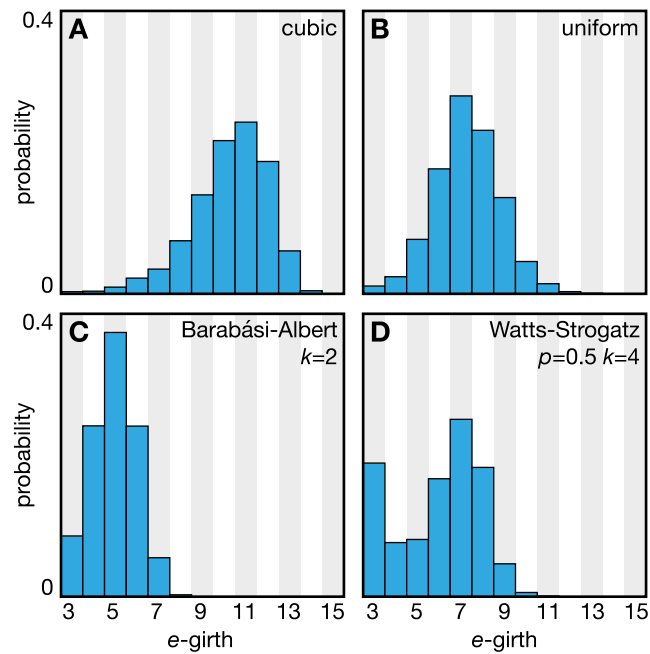 0.4
A
cubic
B
uniform
probability
0
0.4
C
Barabási-Albert
k=2
D
Watts-Strogatz
p=0.5 k=4
probability
0
3 5 7 9 11 13 15
3 5 7 9 11 13 15
e-girth
e-girth